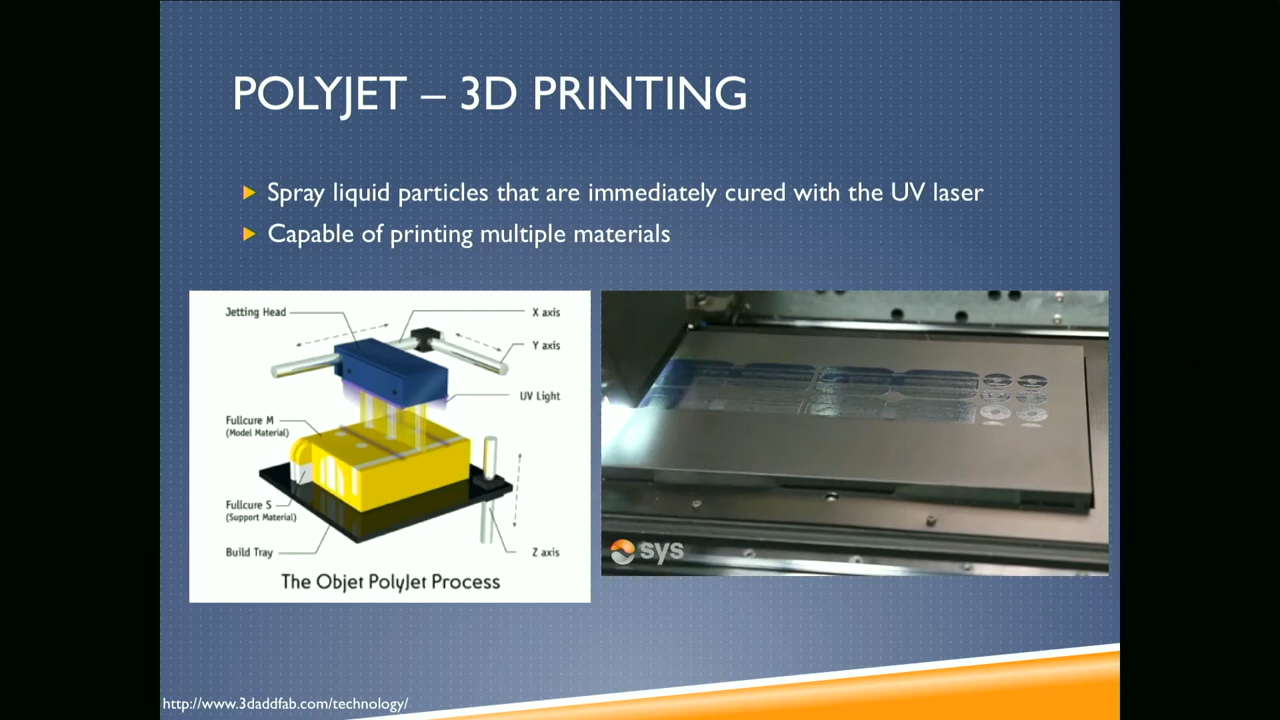 POLYJET – 3D PRINTING
Spray liquid particles that are immediately cured with the UV laser
Capable of printing multiple materials
Jetting Head
X axis
Y axis
UV Light
Fullcure M
(Model Material)
Fullcure S
(Support Material)
Build Tray
Z axis
The Objet PolyJet Process
sys
http://www.3daddfab.com/technology/